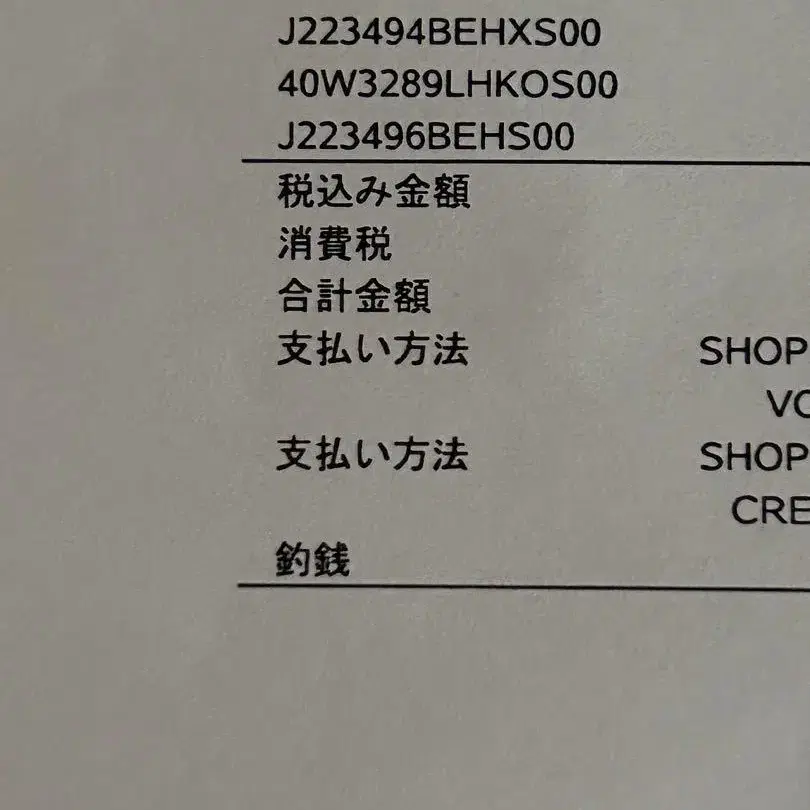 J223494BEHXS00
40W3289LHKOS00
J223496BEHS00
税込み金額
消費税
合計金額
支払い方法 SHOP
VC
支払い方法 SHOP
CRE
釣銭